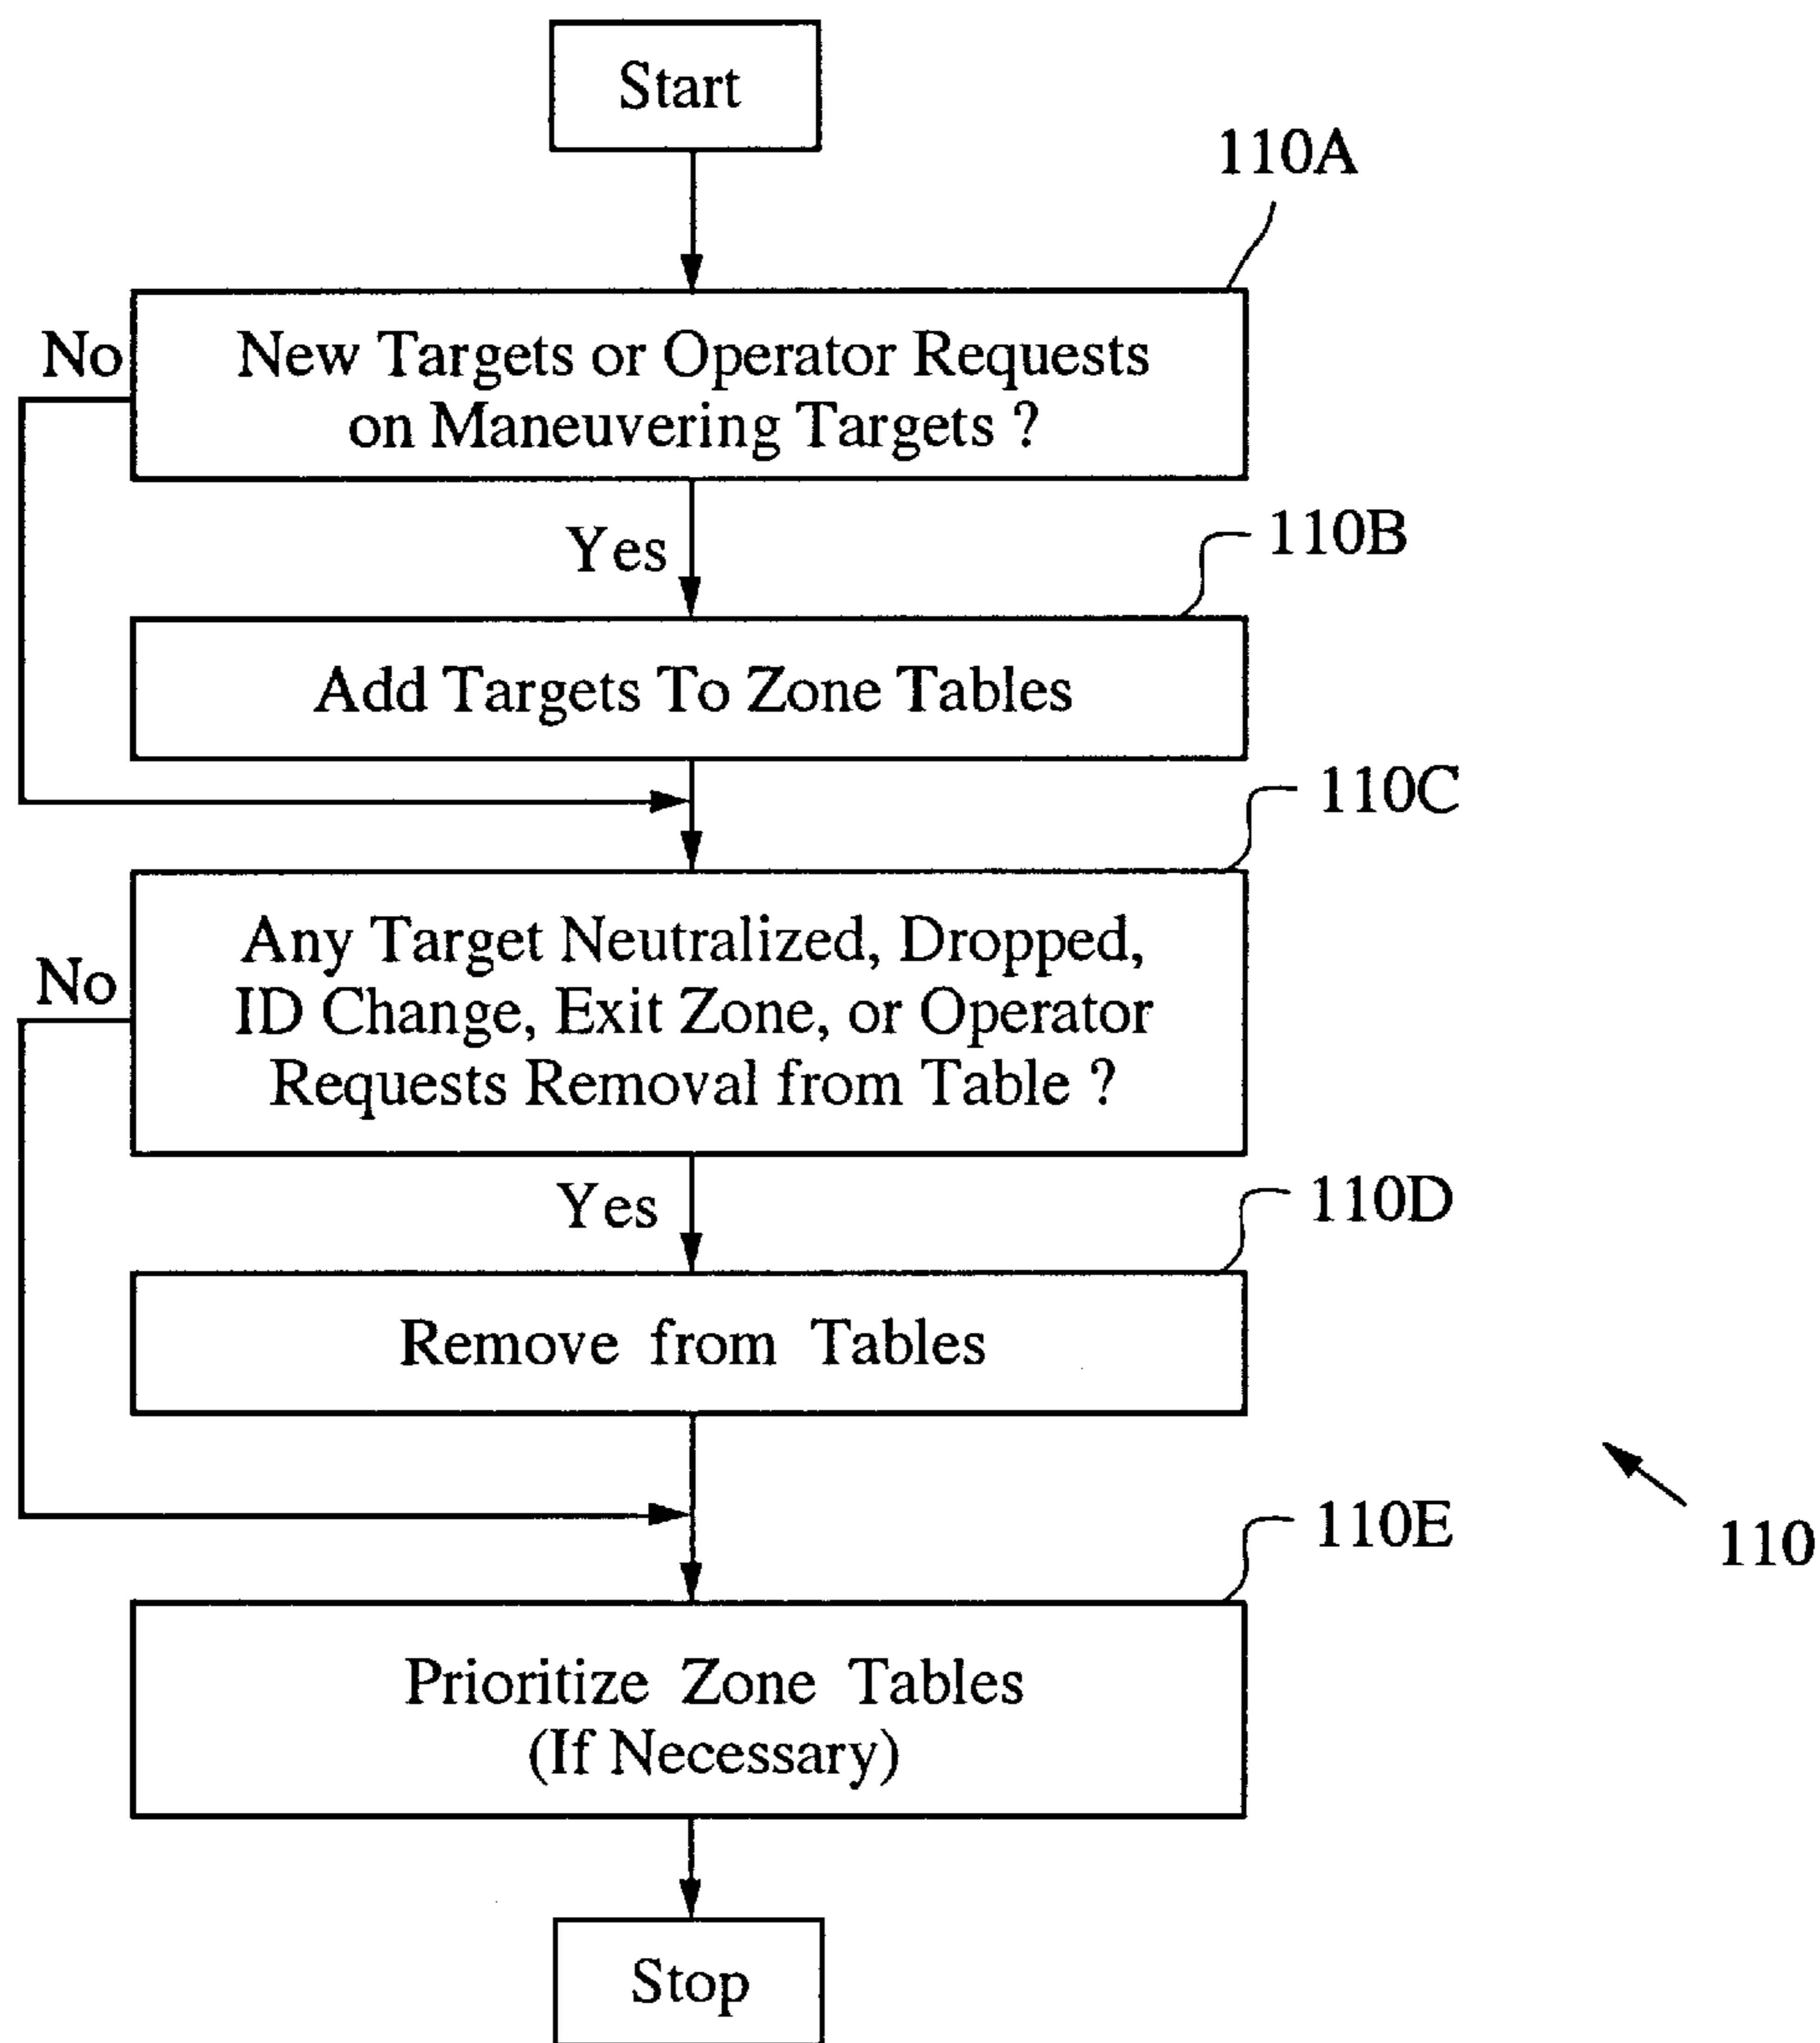 Start
110A
No
New Targets or Operator Requests
on Maneuvering Targets ?
Yes
110B
Add Targets To Zone Tables
110C
No
Any Target Neutralized, Dropped,
ID Change, Exit Zone, or Operator
Requests Removal from Table ?
Yes
110D
Remove from Tables
110E
110
Prioritize Zone Tables
(If Necessary)
Stop